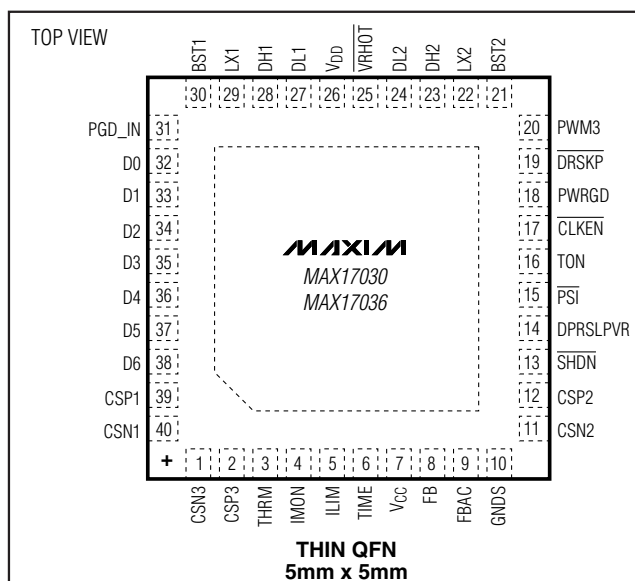 TOP VIEW
BST1 LX1 DH1 DL1 VDD VRHOT DL2 DH2 LX2 BST2
30 29 28 27 26 25 24 23 22 21
PGD_IN 31 20 PWM3
D0 32 19 DRSKP
D1 33 18 PWRGD
D2 34 17 CLKEN
D3 35 16 TON
D4 36 15 PSI
D5 37 14 DPRSLPVR
D6 38 13 SHDN
CSP1 39 12 CSP2
CSN1 40 11 CSN2
MAXIM
MAX17030
MAX17036
+ 1 2 3 4 5 6 7 8 9 10
CSN3 CSP3 THRM IMON ILIM TIME VCC FB FBAC GNDS
THIN QFN
5mm x 5mm